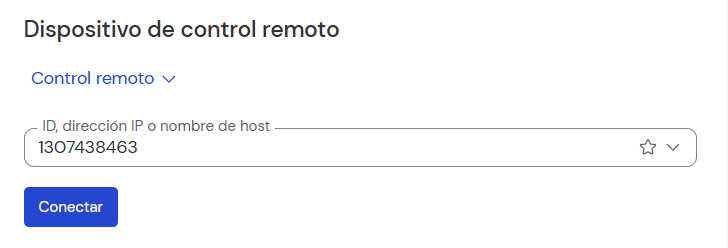 Dispositivo de control remoto
Control remoto
ID, dirección IP o nombre de host
1307438463
Conectar